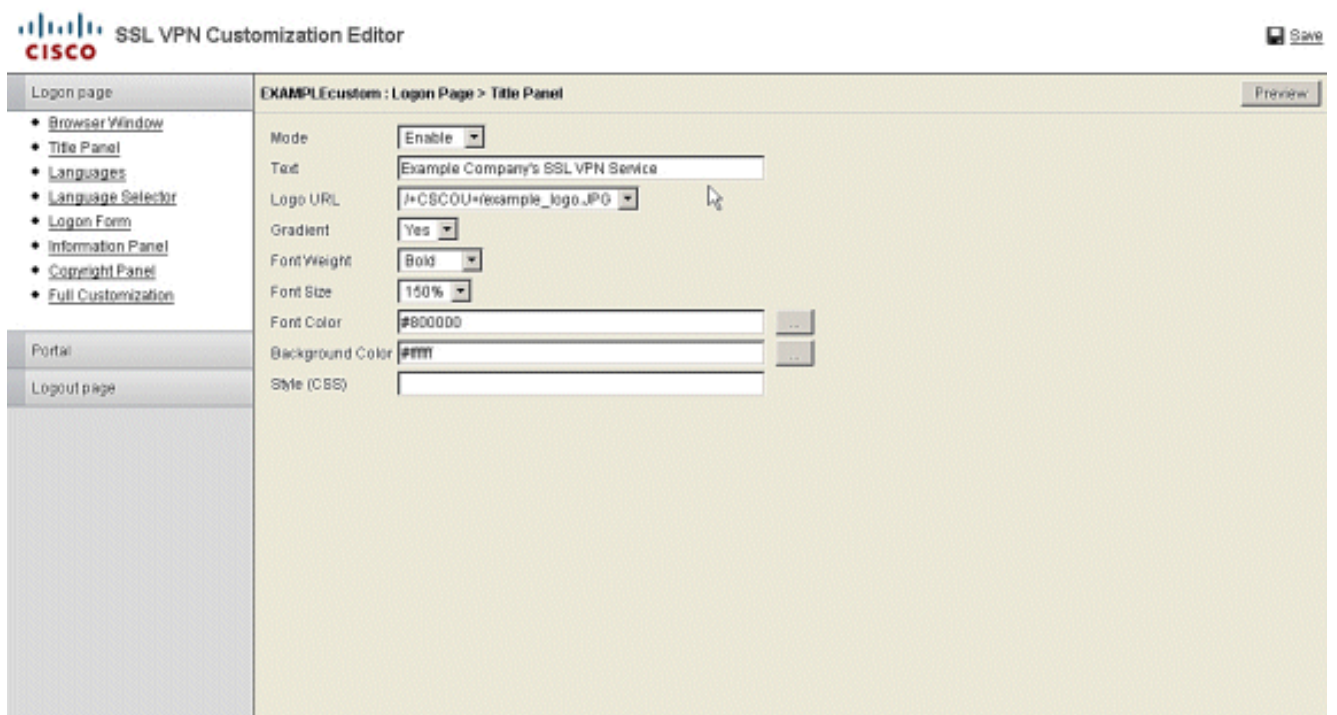 CISCO
SSL VPN Customization Editor
Save
Logon page
Browser Window
Title Panel
Languages
Language Selector
Logon Form
Information Panel
Copyright Panel
Full Customization
Portal
Logout page
EXAMPLEcustom : Logon Page > Title Panel
Preview
Mode Enable
Text Example Company's SSL VPN Service
Logo URL /+CSCOU+/example_logo.JPG
Gradient Yes
Font Weight Bold
Font Size 150%
Font Color #800000 ...
Background Color ...
Style (CSS)